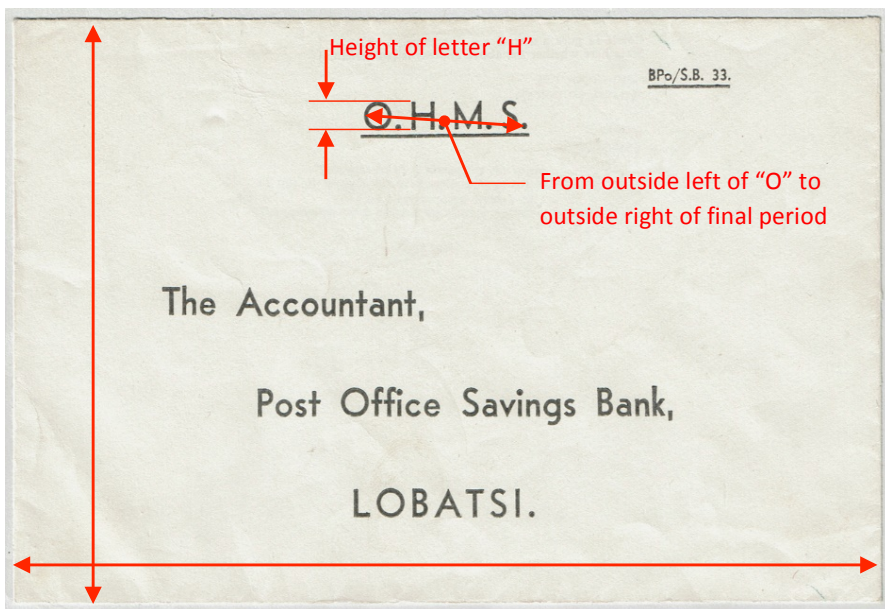 Height of letter “H”
BPo/S.B. 33.
O.H.M.S.
From outside left of “O” to
outside right of final period
The Accountant,
Post Office Savings Bank,
LOBATSI.